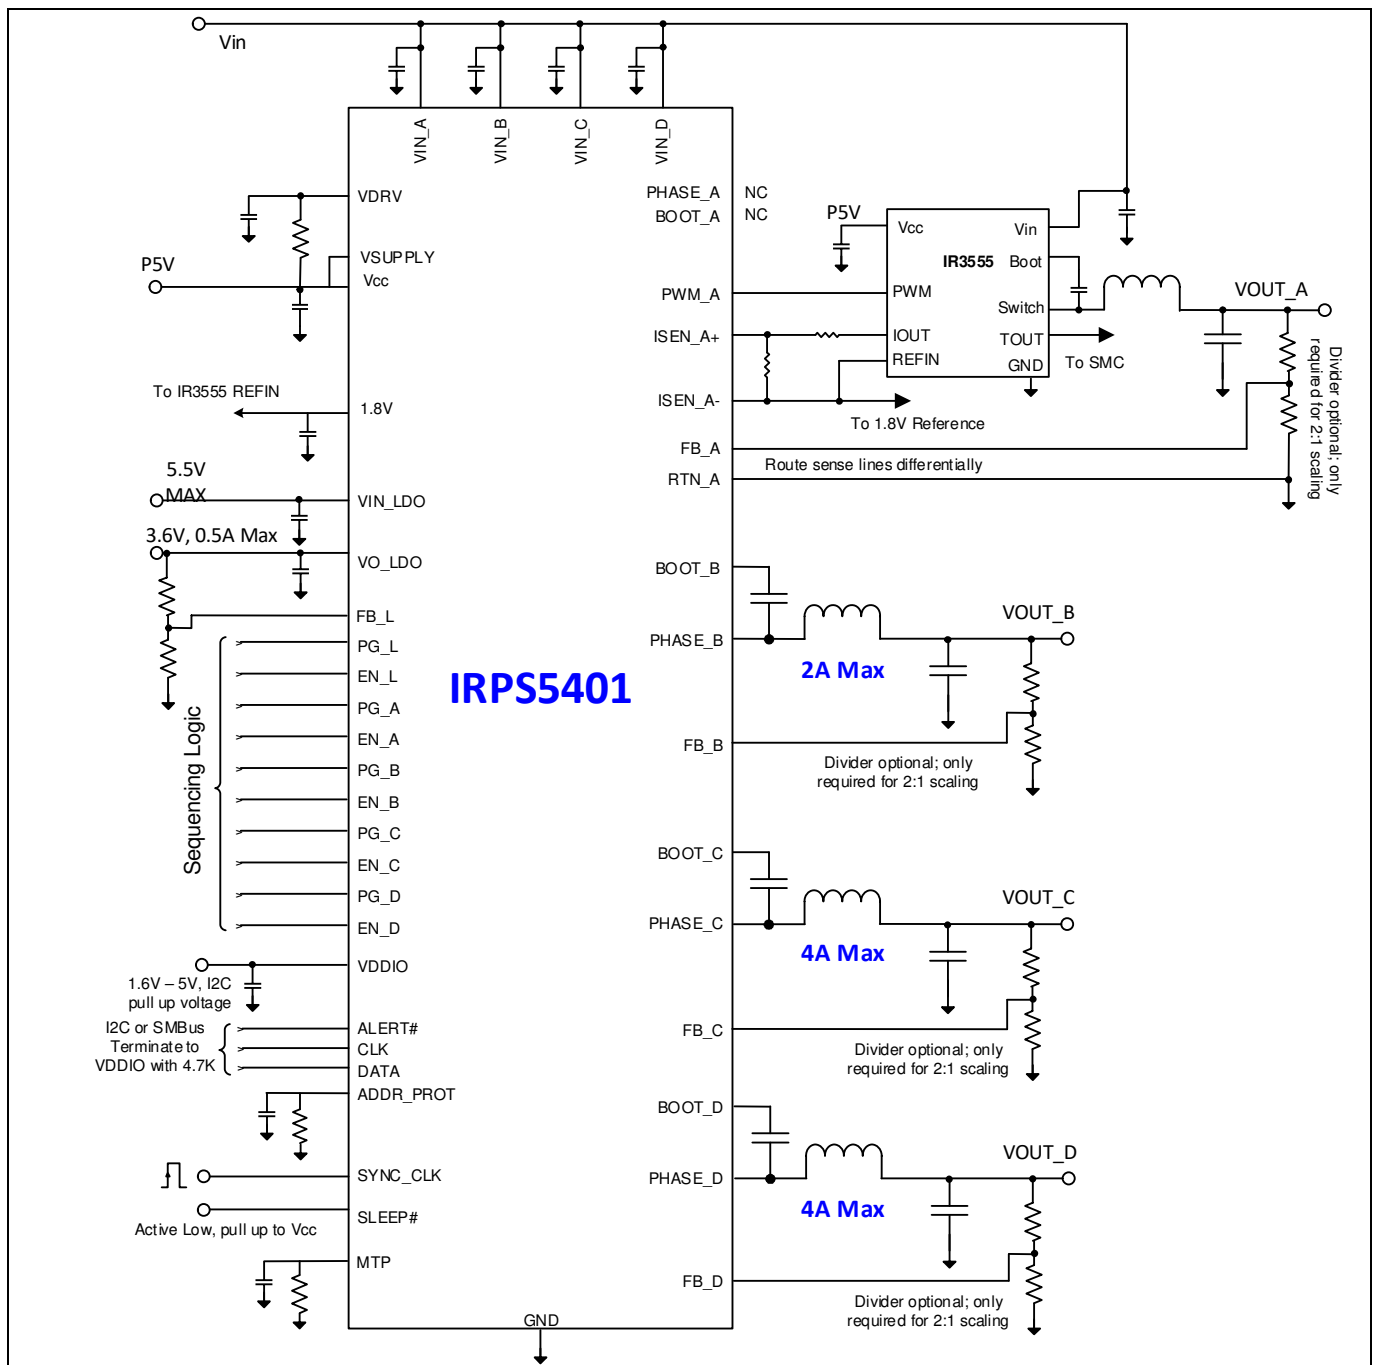 Vin
VIN_A
VIN_B
VIN_C
VIN_D
VDRV
P5V
VSUPPLY
Vcc
To IR3555 REFIN
1.8V
5.5V
MAX
VIN_LDO
3.6V, 0.5A Max
VO_LDO
FB_L
PG_L
EN_L
PG_A
EN_A
PG_B
EN_B
PG_C
EN_C
PG_D
EN_D
Sequencing Logic
VDDIO
1.6V – 5V, I2C
pull up voltage
I2C or SMBus
Terminate to
VDDIO with 4.7K
ALERT#
CLK
DATA
ADDR_PROT
SYNC_CLK
SLEEP#
Active Low, pull up to Vcc
MTP
GND
IRPS5401
PHASE_A NC
BOOT_A NC
PWM_A
ISEN_A+
ISEN_A-
FB_A
RTN_A
P5V
Vcc
Vin
IR3555
Boot
PWM
Switch
IOUT
TOUT
REFIN
GND
To SMC
To 1.8V Reference
Route sense lines differentially
VOUT_A
Divider optional; only
required for 2:1 scaling
BOOT_B
PHASE_B
2A Max
VOUT_B
FB_B
Divider optional; only
required for 2:1 scaling
BOOT_C
PHASE_C
4A Max
VOUT_C
FB_C
Divider optional; only
required for 2:1 scaling
BOOT_D
PHASE_D
4A Max
VOUT_D
FB_D
Divider optional; only
required for 2:1 scaling